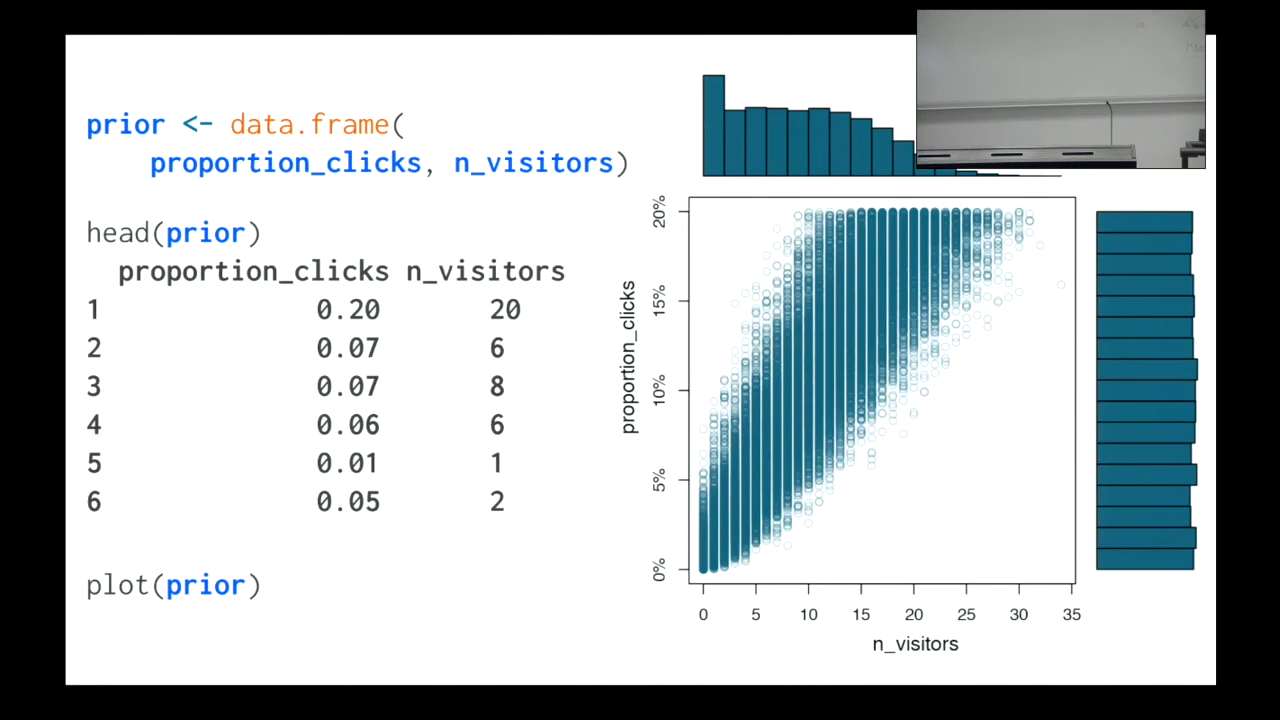 prior <- data.frame(
proportion_clicks, n_visitors)
head(prior)
proportion_clicks n_visitors
1 0.20 20
2 0.07 6
3 0.07 8
4 0.06 6
5 0.01 1
6 0.05 2
plot(prior)
20%
15%
10%
5%
0%
proportion_clicks
0 5 10 15 20 25 30 35
n_visitors